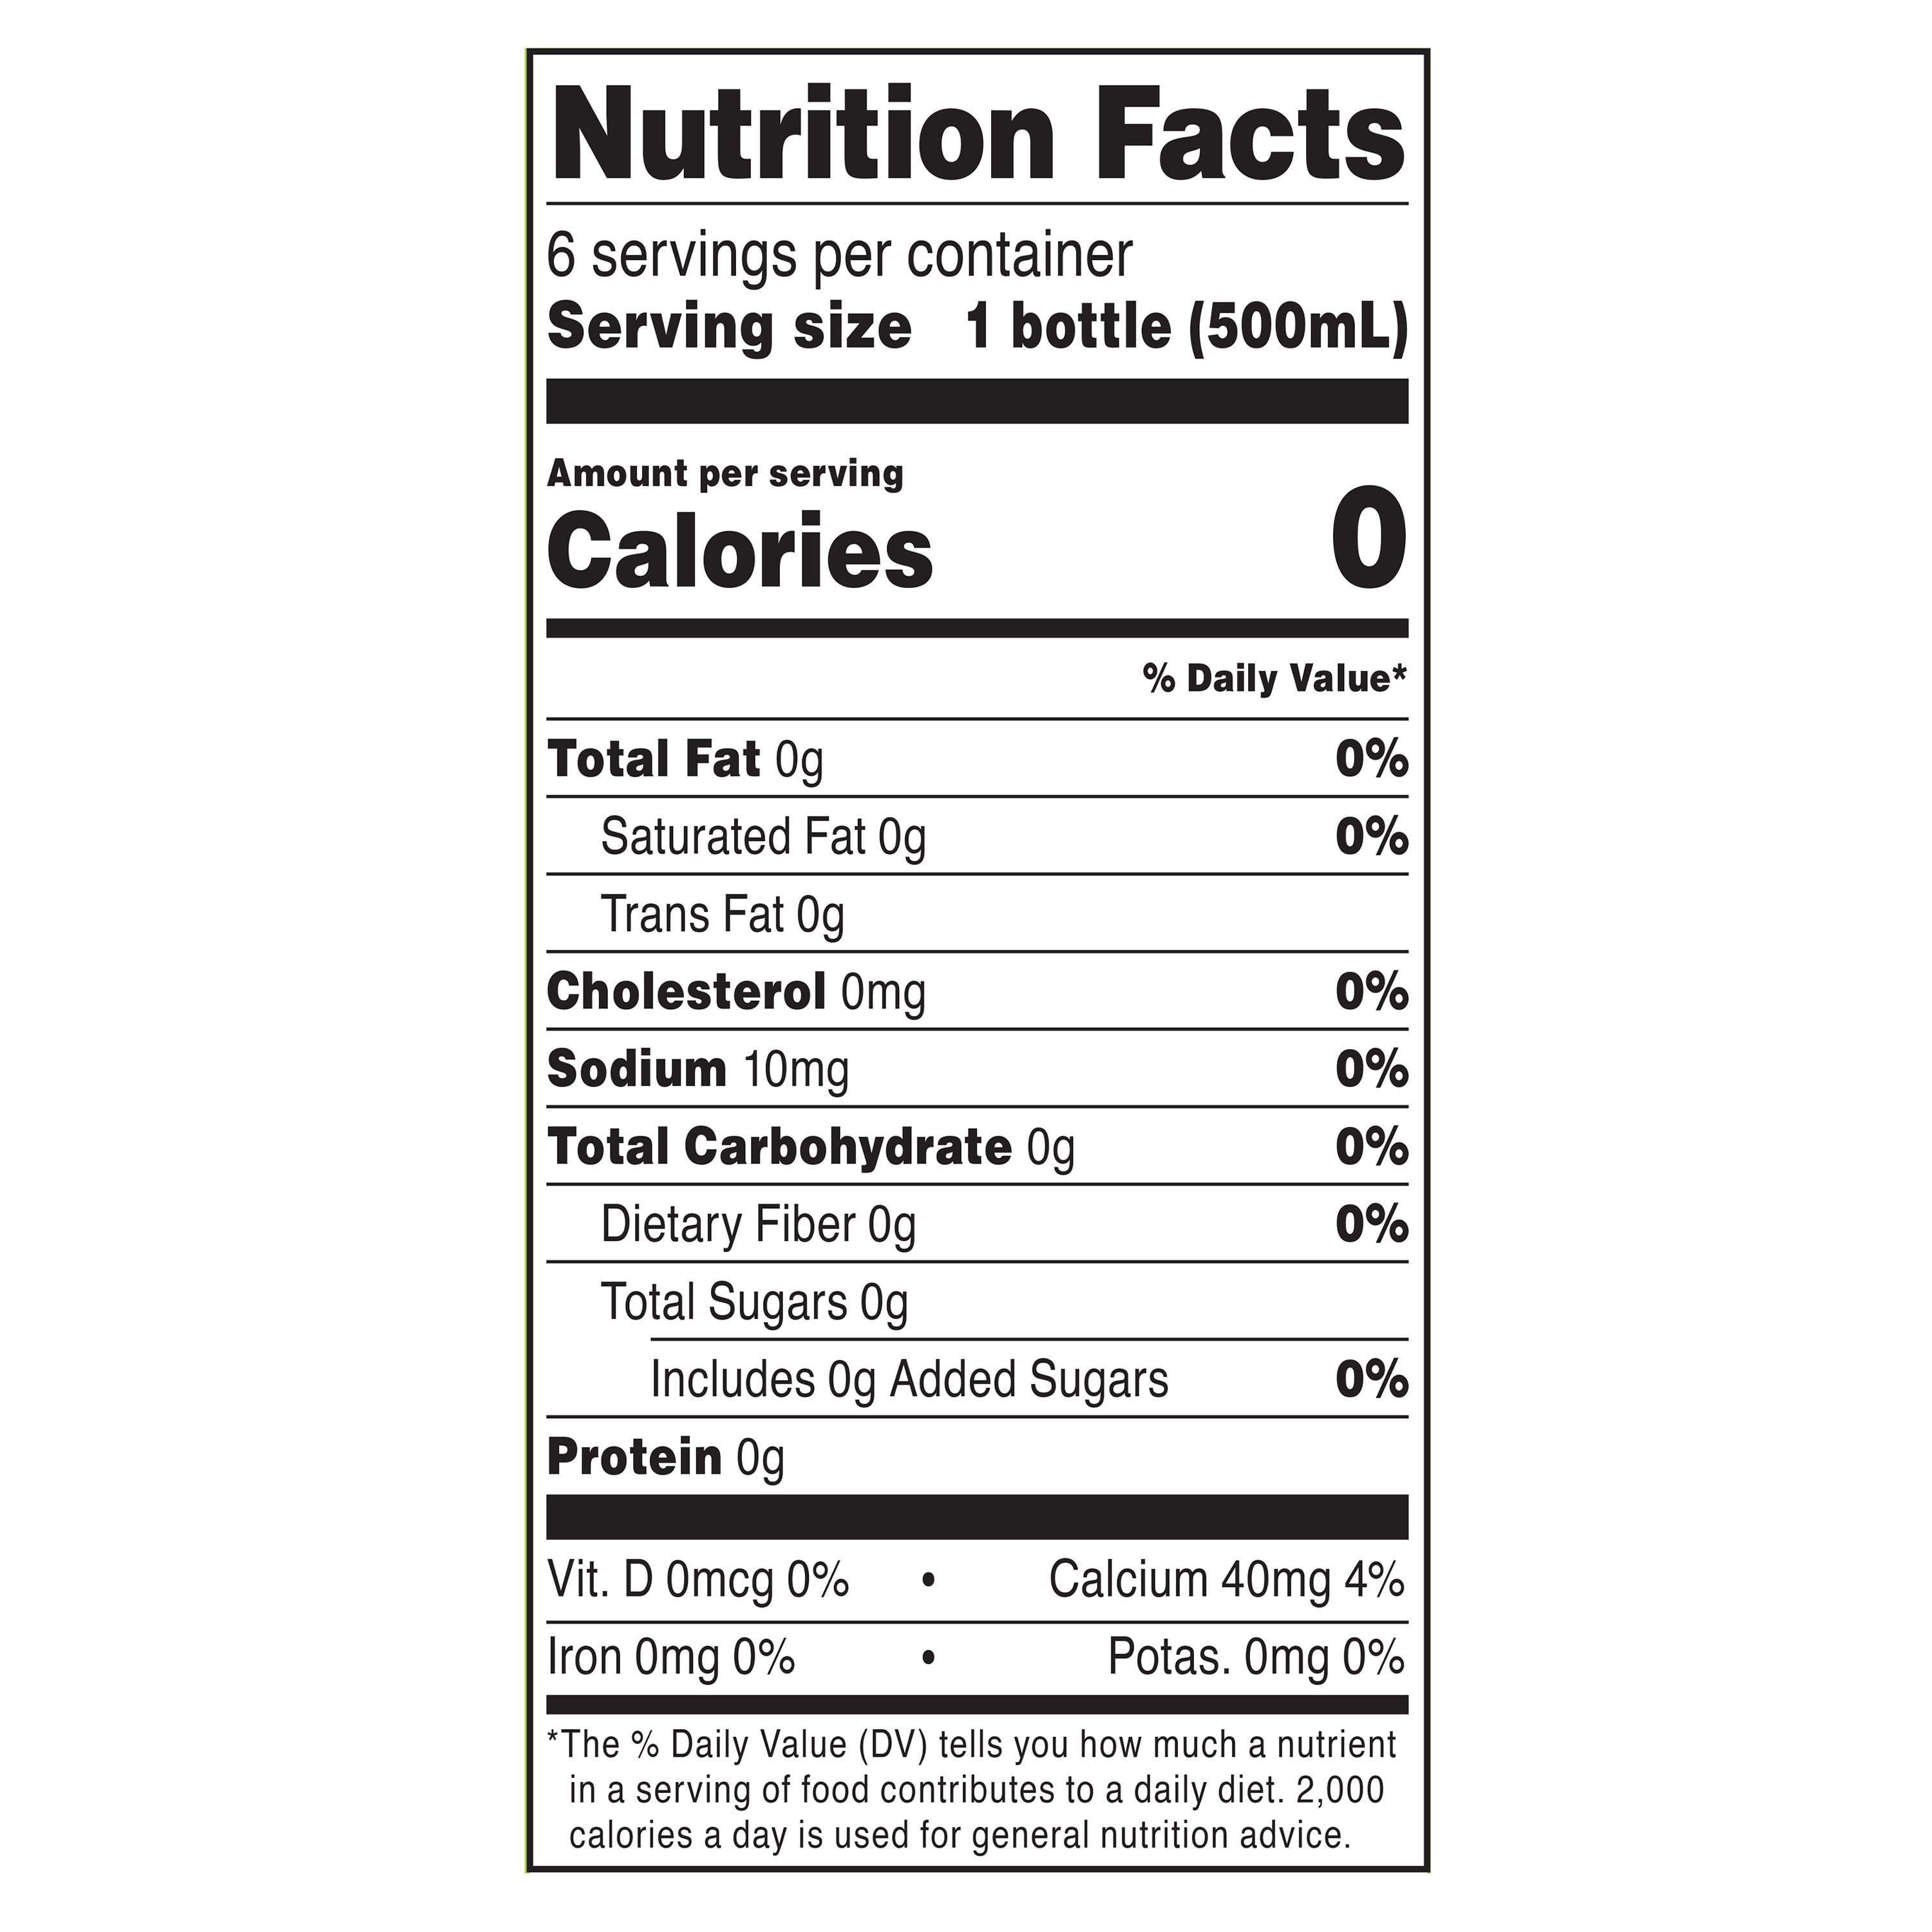 Nutrition Facts
6 servings per container
Serving size 1 bottle (500mL)
Amount per serving
Calories 0
% Daily Value*
Total Fat 0g 0%
Saturated Fat 0g 0%
Trans Fat 0g
Cholesterol 0mg 0%
Sodium 10mg 0%
Total Carbohydrate 0g 0%
Dietary Fiber 0g 0%
Total Sugars 0g
Includes 0g Added Sugars 0%
Protein 0g
Vit. D 0mcg 0% • Calcium 40mg 4%
Iron 0mg 0% • Potas. 0mg 0%
*The % Daily Value (DV) tells you how much a nutrient
in a serving of food contributes to a daily diet. 2,000
calories a day is used for general nutrition advice.